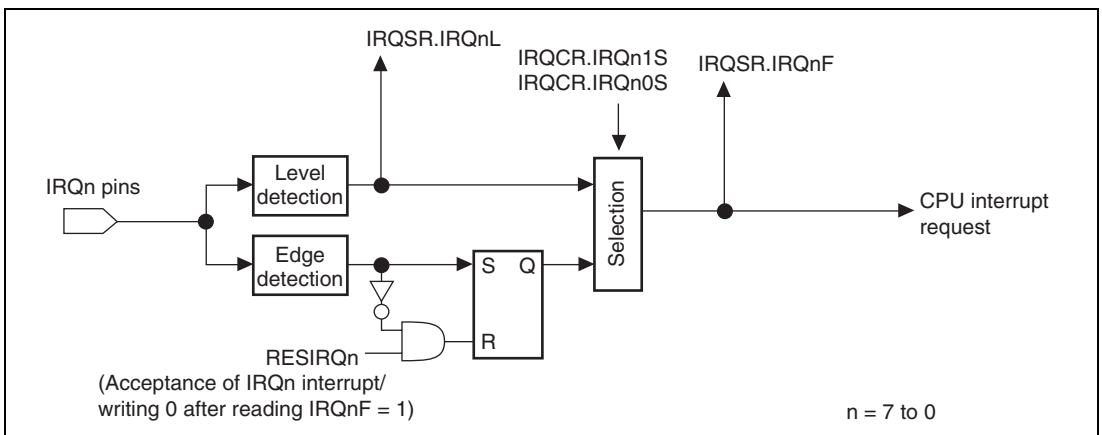 IRQSR.IRQnL
IRQCR.IRQn1S
IRQCR.IRQn0S
IRQSR.IRQnF
Level
detection
IRQn pins
Selection
CPU interrupt
request
Edge
detection
S Q
R
RESIRQn
(Acceptance of IRQn interrupt/
writing 0 after reading IRQnF = 1)
n = 7 to 0